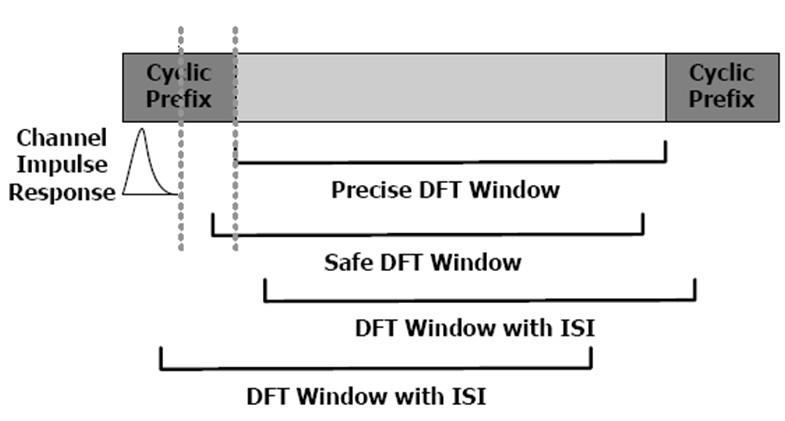 Cyclic
Prefix
Cyclic
Prefix
Channel
Impulse
Response
Precise DFT Window
Safe DFT Window
DFT Window with ISI
DFT Window with ISI